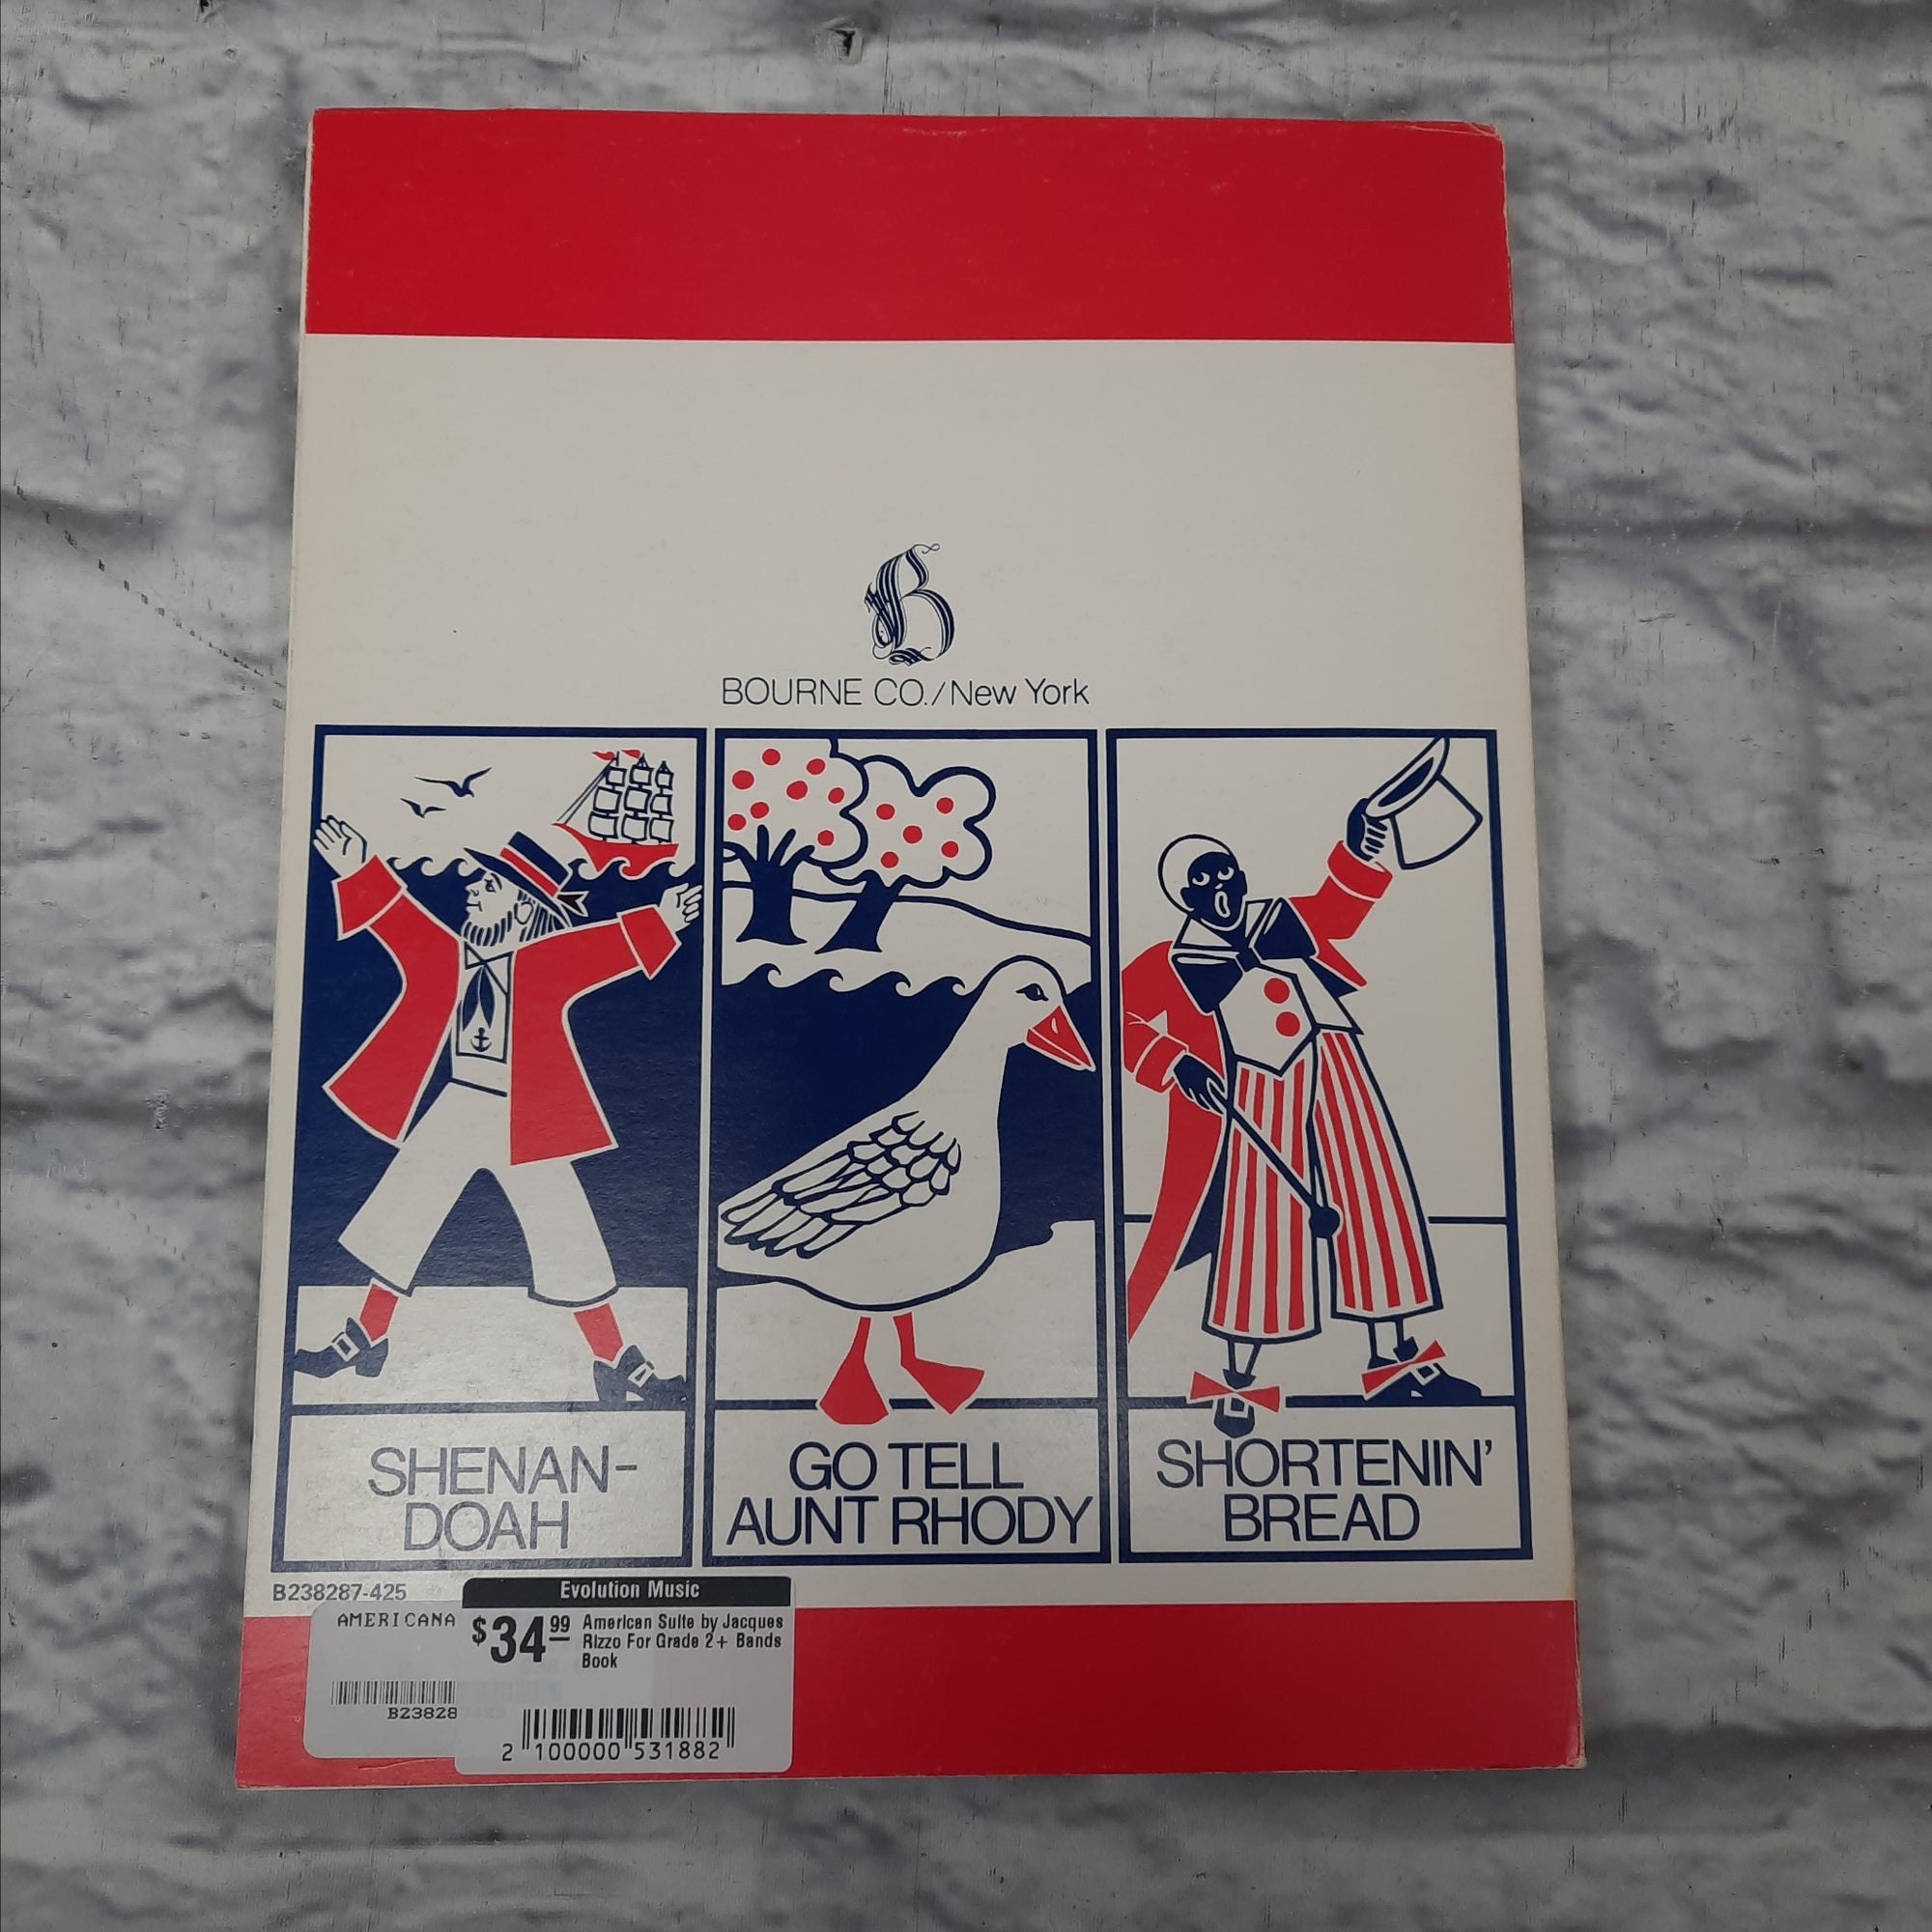 B
BOURNE CO./New York
SHENAN-
DOAH
GO TELL
AUNT RHODY
SHORTENIN'
BREAD
B238287-425
AMERICANA
B23828
Evolution Music
$34.99
American Suite by Jacques
Rizzo For Grade 2+ Bands
Book
2 100000 531882